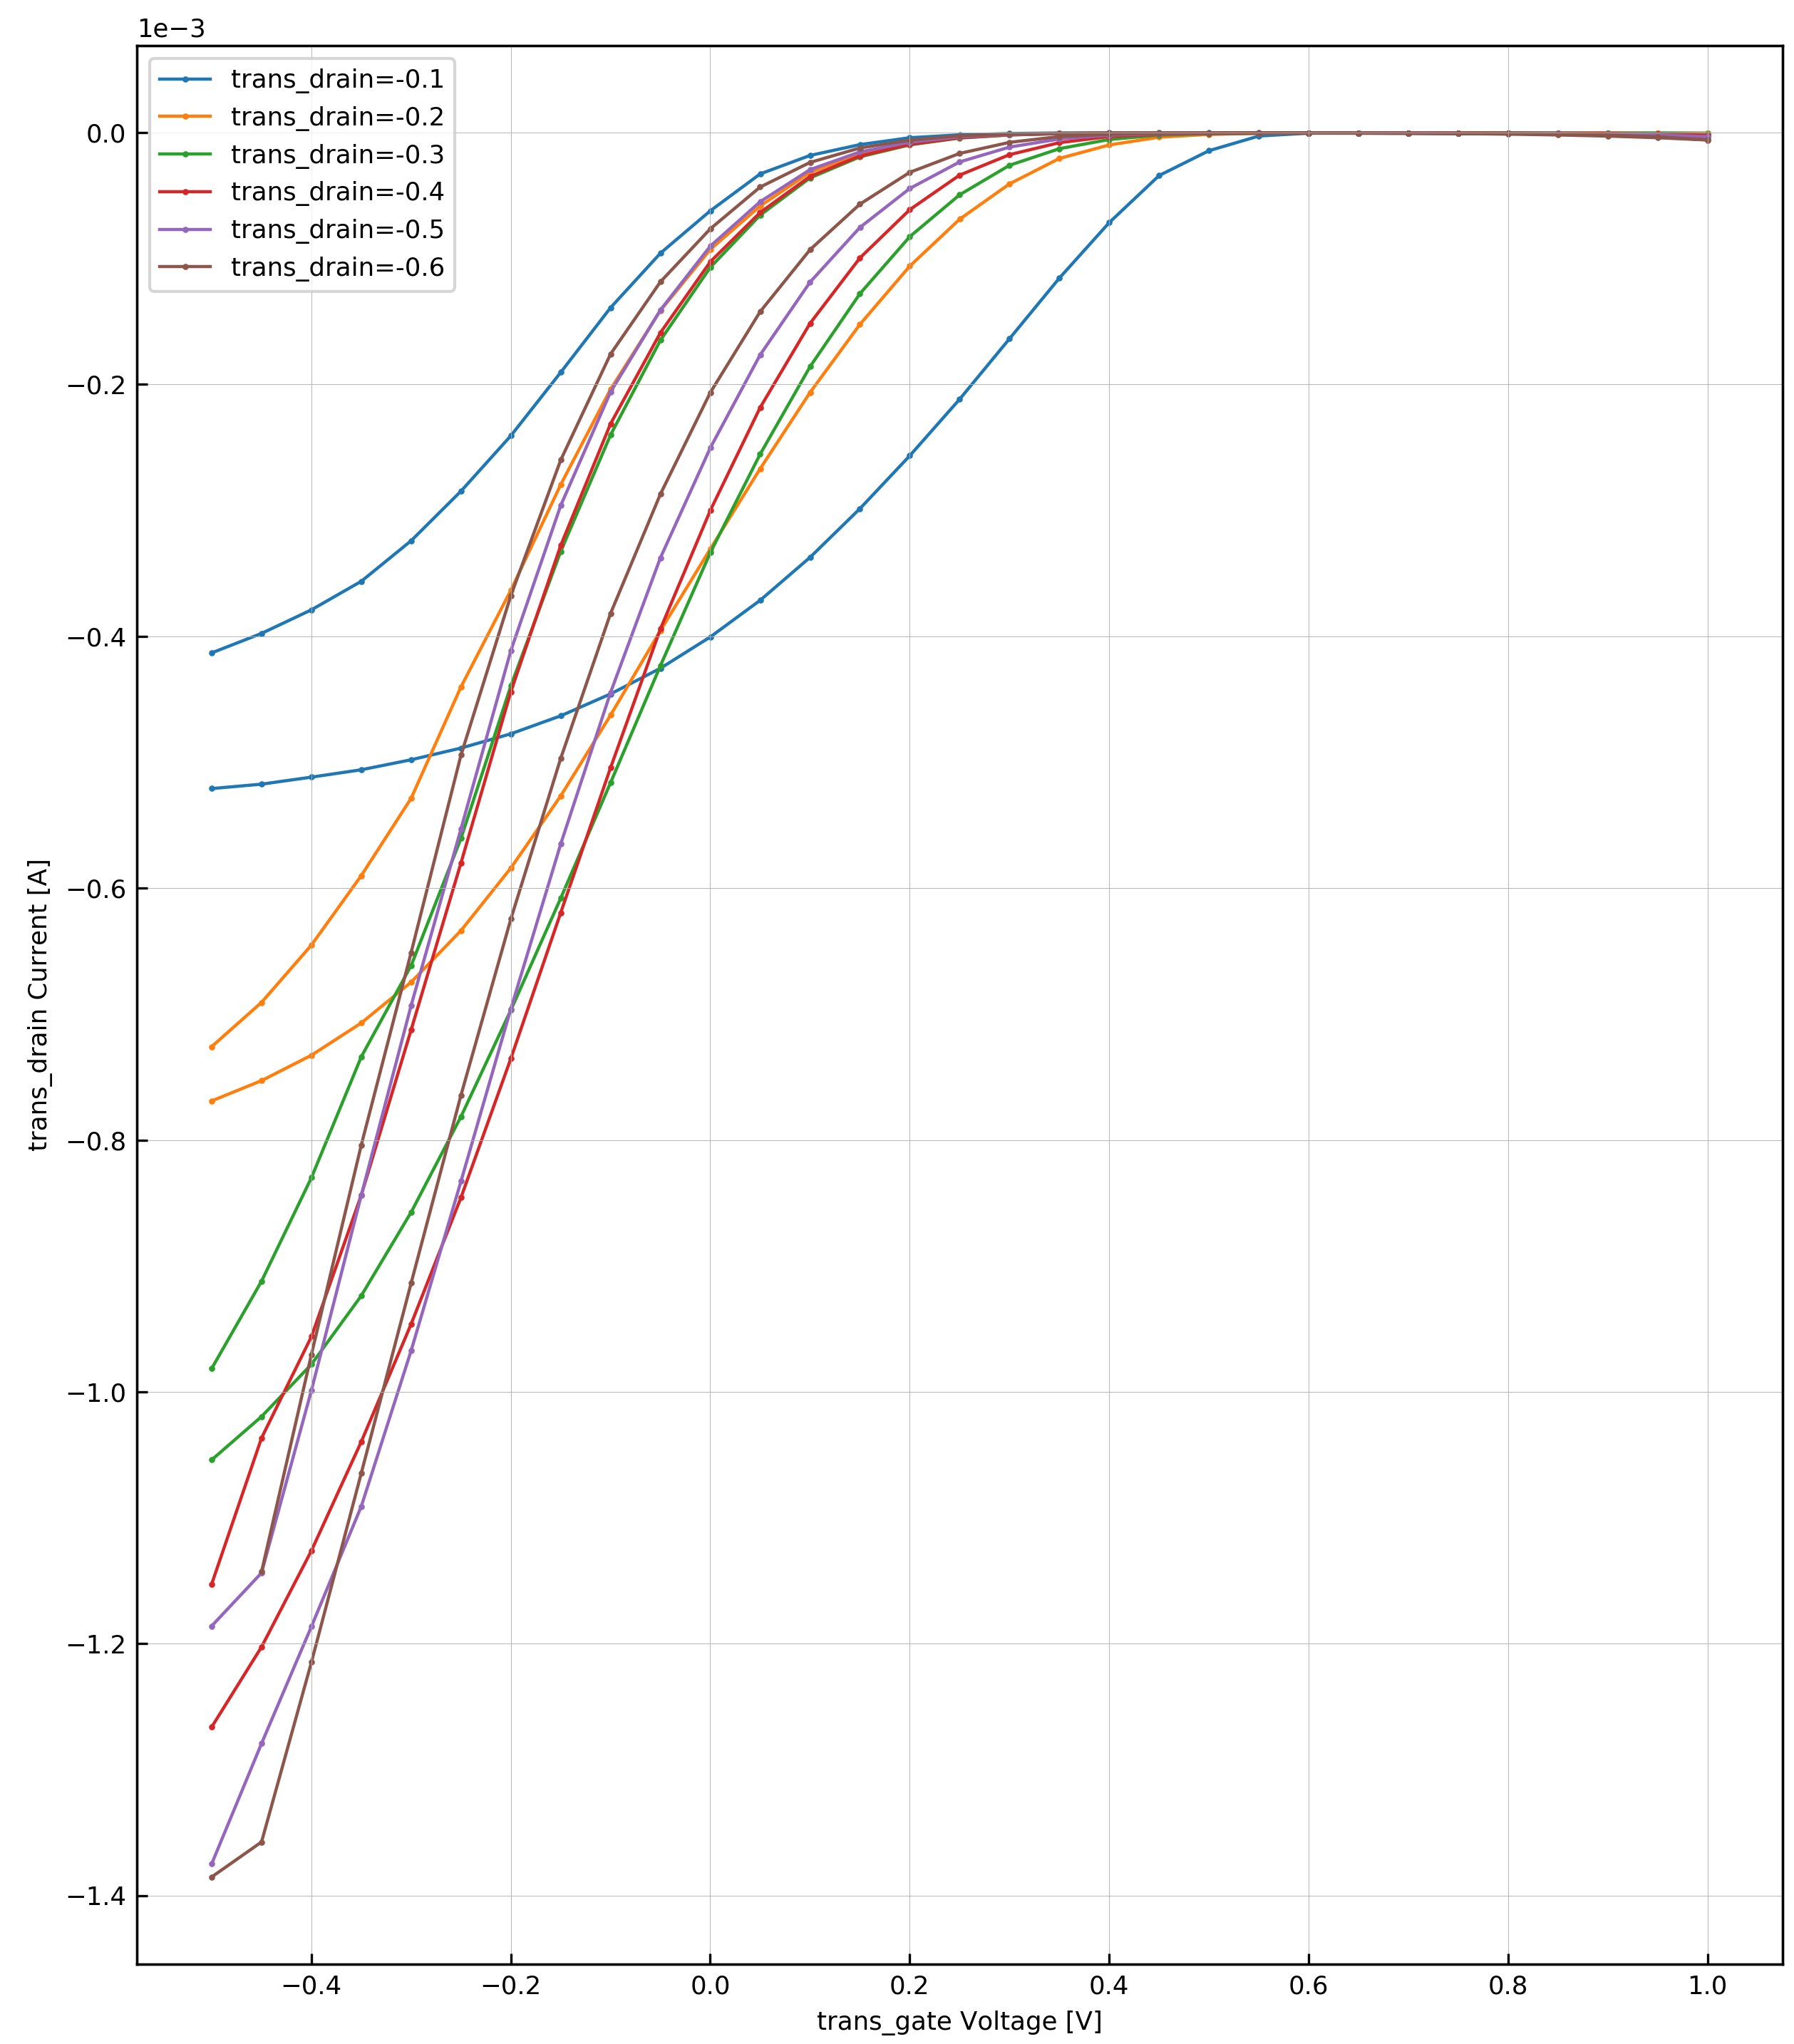 1e−3
trans_drain=-0.1
trans_drain=-0.2
trans_drain=-0.3
trans_drain=-0.4
trans_drain=-0.5
trans_drain=-0.6
0.0
−0.2
−0.4
−0.6
−0.8
−1.0
−1.2
−1.4
trans_drain Current [A]
−0.4 −0.2 0.0 0.2 0.4 0.6 0.8 1.0
trans_gate Voltage [V]